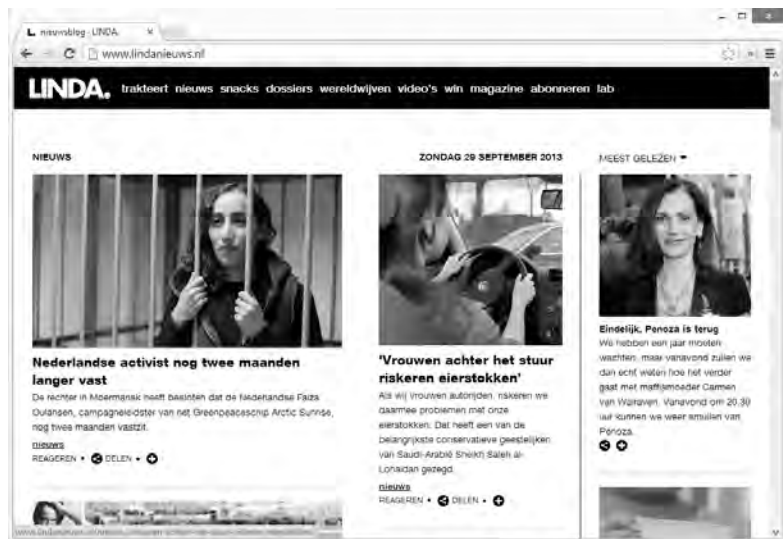 nieuwsblog - LINDA.
www.lindanieuws.nl
LINDA. trakteert nieuws snacks dossiers wereldwijven video's win magazine abonneren lab
NIEUWS
Nederlandse activist nog twee maanden
langer vast
De rechter in Moermansk heeft besloten dat de Nederlandse Faiza
Oulahsen, campagneleidster van het Greenpeaceschip Arctic Sunrise,
nog twee maanden vastzit.
nieuws
REAGEREN • DELEN •
ZONDAG 29 SEPTEMBER 2013
'Vrouwen achter het stuur
riskeren eierstokken'
Als wij vrouwen autorijden, riskeren we
daarmee problemen met onze
eierstokken. Dat heeft een van de
belangrijkste conservatieve geestelijken
van Saudi-Arabië Sheikh Saleh al-
Lohaidan gezegd.
nieuws
REAGEREN • DELEN •
MEEST GELEZEN
Eindelijk, Penoza is terug
We hebben een jaar moeten
wachten, maar vanavond zullen we
dan echt weten hoe het verder
gaat met maffiamoeder Carmen
van Walraven. Vanavond om 20.30
uur kunnen we weer smullen van
Penoza.